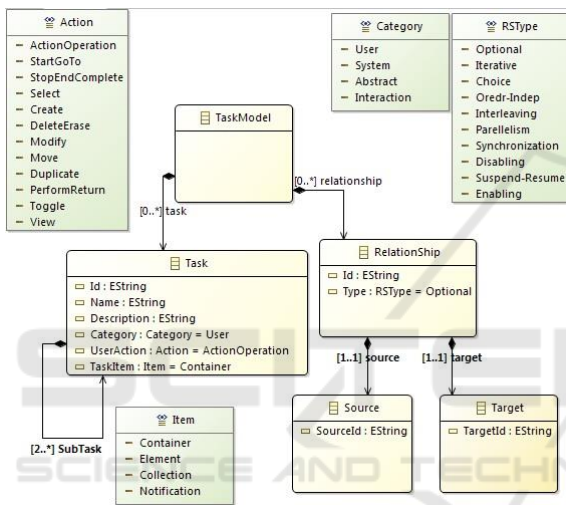 Action
ActionOperation
StartGoTo
StopEndComplete
Select
Create
DeleteErase
Modify
Move
Duplicate
PerformReturn
Toggle
View
Category
User
System
Abstract
Interaction
RSType
Optional
Iterative
Choice
Oredr-Indep
Interleaving
Parellelism
Synchronization
Disabling
Suspend-Resume
Enabling
TaskModel
[0..*] relationship
[0..*] task
Task
Id : EString
Name : EString
Description : EString
Category : Category = User
UserAction : Action = ActionOperation
TaskItem : Item = Container
RelationShip
Id : EString
Type : RSType = Optional
[1..1] source
[1..1] target
[2..*] SubTask
Item
Container
Element
Collection
Notification
Source
SourceId : EString
Target
TargetId : EString
SCITE
SCIENCE AND TECHN